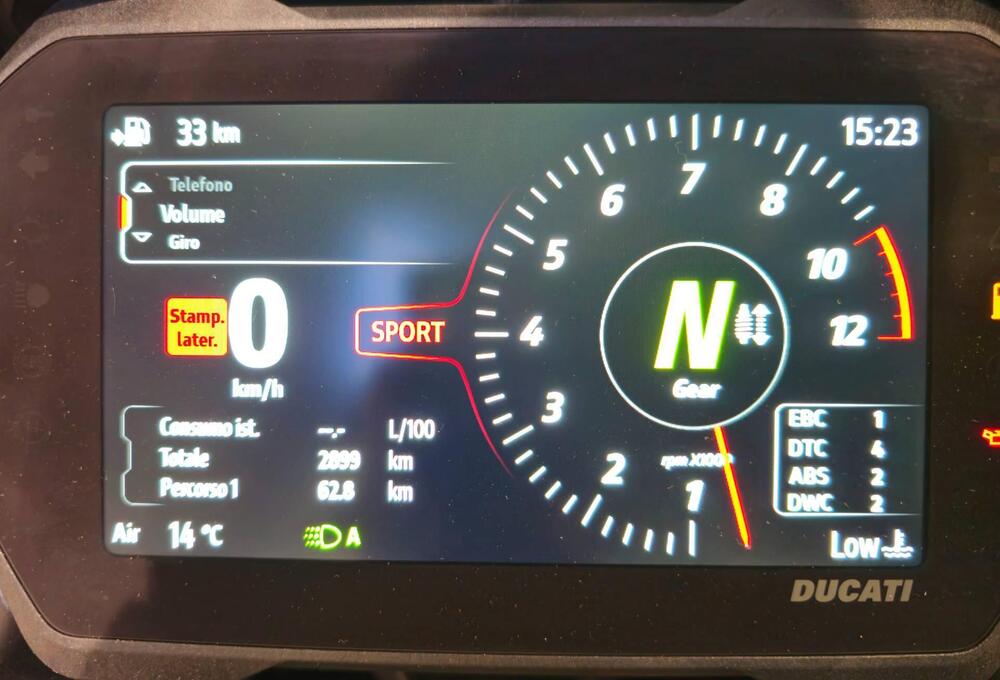 33 km
15:23
Telefono
Volume
Giro
Stamp.
later.
0
km/h
SPORT
1
2
3
4
5
6
7
8
10
12
rpm X1000
N
Gear
Consumo ist. --.- L/100
Totale 2899 km
Percorso 1 62.8 km
EBC 1
DTC 4
ABS 2
DWC 2
Air 14 °C
A
Low
DUCATI